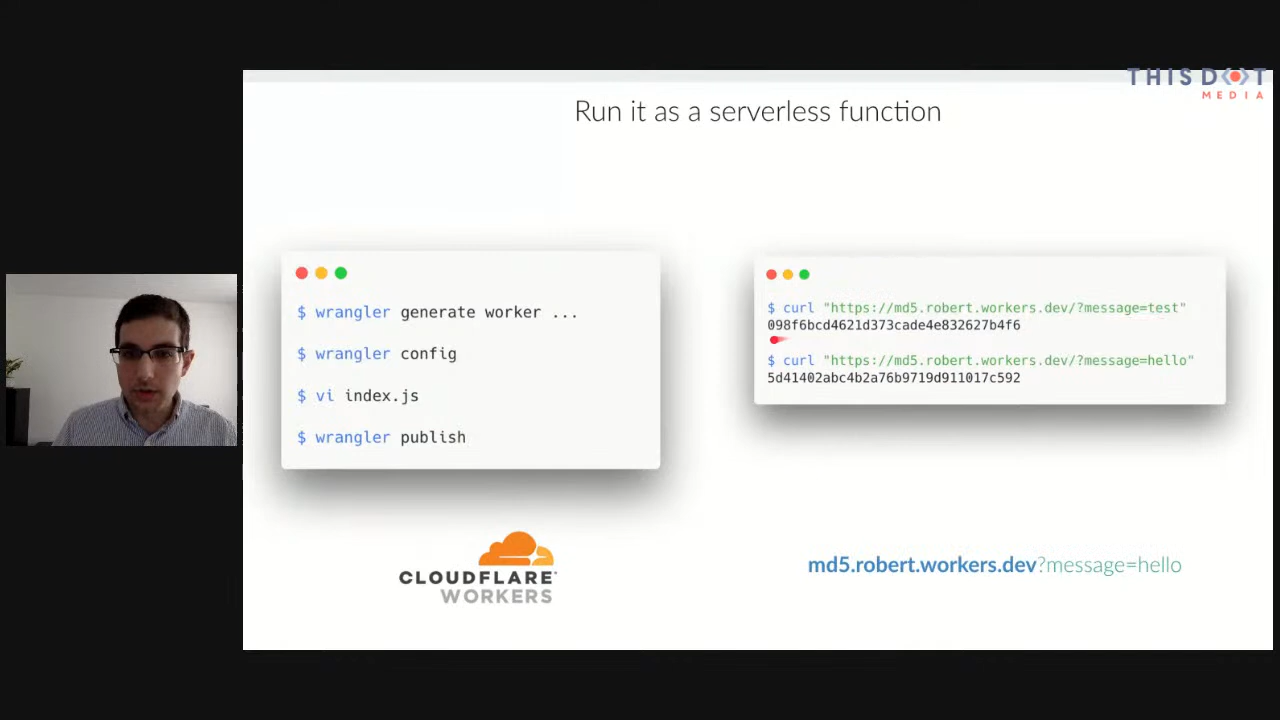 THIS DOT
MEDIA
Run it as a serverless function
$ wrangler generate worker ...
$ wrangler config
$ vi index.js
$ wrangler publish
$ curl "https://md5.robert.workers.dev/?message=test"
098f6bcd4621d373cade4e832627b4f6
$ curl "https://md5.robert.workers.dev/?message=hello"
5d41402abc4b2a76b9719d911017c592
CLOUDFLARE
WORKERS
md5.robert.workers.dev?message=hello